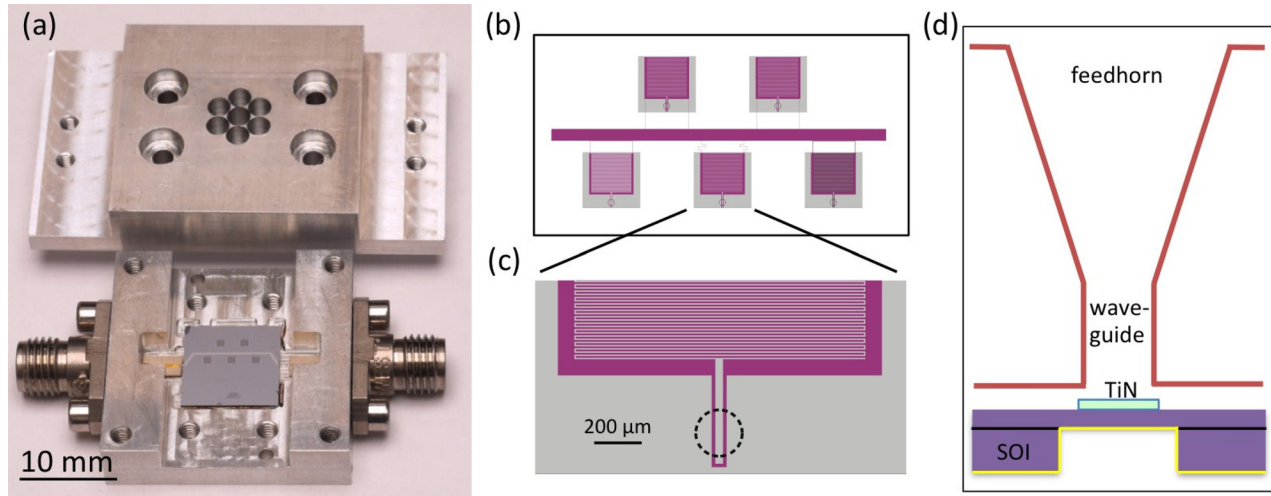 (a)
10 mm
(b)
(c)
200 μm
(d)
feedhorn
wave-
guide
TiN
SOI